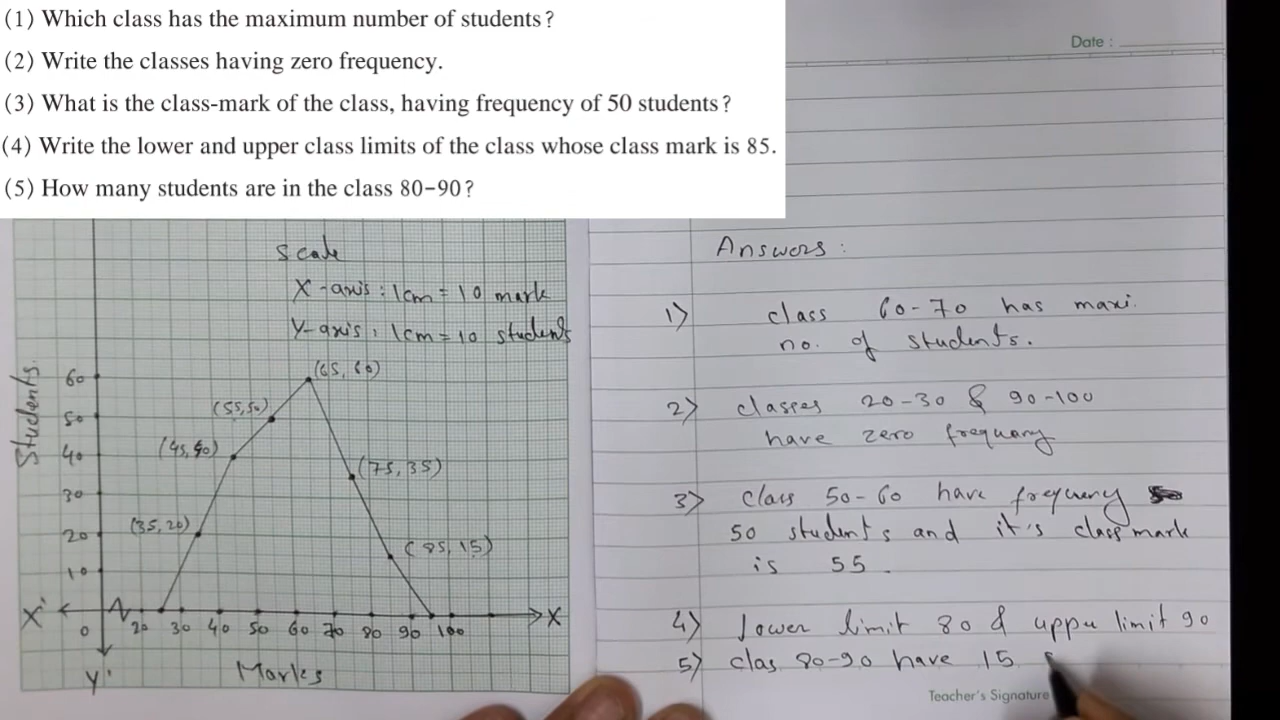 (1) Which class has the maximum number of students?
(2) Write the classes having zero frequency.
(3) What is the class-mark of the class, having frequency of 50 students?
(4) Write the lower and upper class limits of the class whose class mark is 85.
(5) How many students are in the class 80-90?
Scale
X-axis : 1cm = 10 mark
Y-axis : 1cm = 10 students
Students.
60
50
40
30
20
10
0
(65, 60)
(55,50)
(45,40)
(75,35)
(35,20)
(85,15)
X'
X
20 30 40 50 60 70 80 90 100
Y'
Marks
Date :
Answers :
1) class 60-70 has maxi.
no. of students.
2) classes 20-30 & 90-100
have zero
3) class 50-60 have
50 students and it's class mark
is 55.
4) lower limit 80 & limit 90
5) clas 80-90 have 15
Teacher's Signature